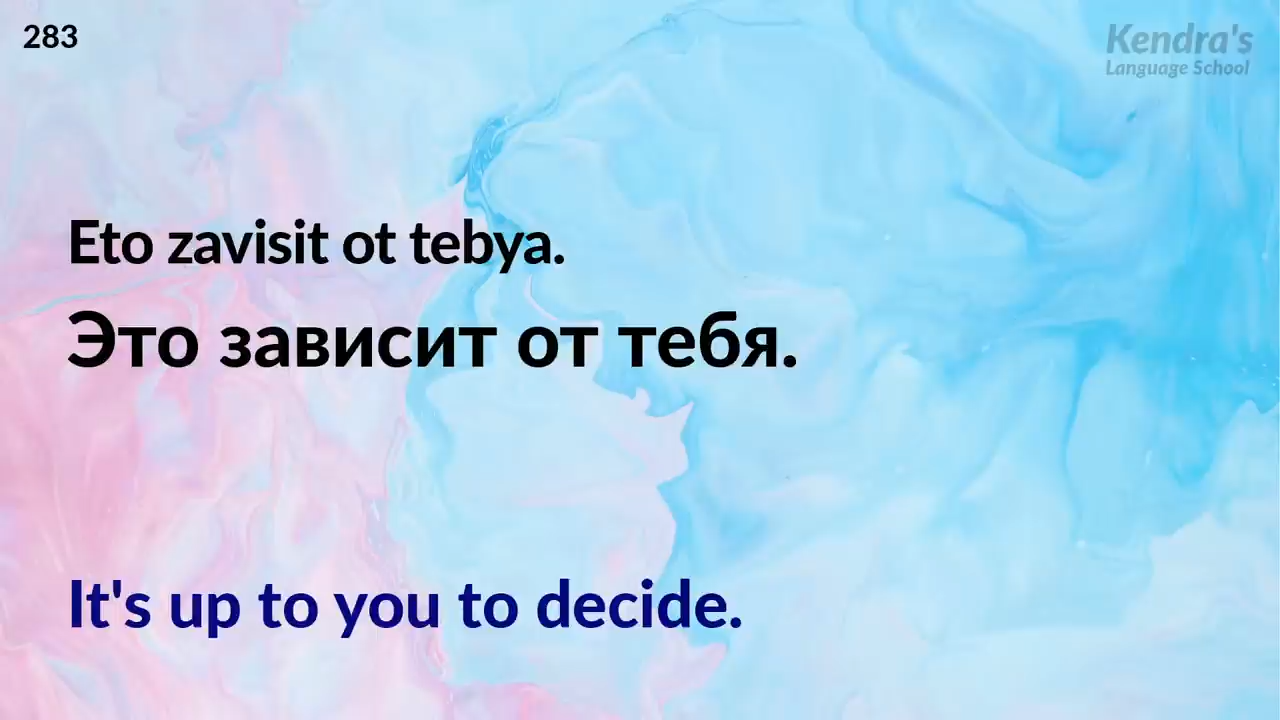 283
Kendra's
Language School
Eto zavisit ot tebya.
Это зависит от тебя.
It's up to you to decide.